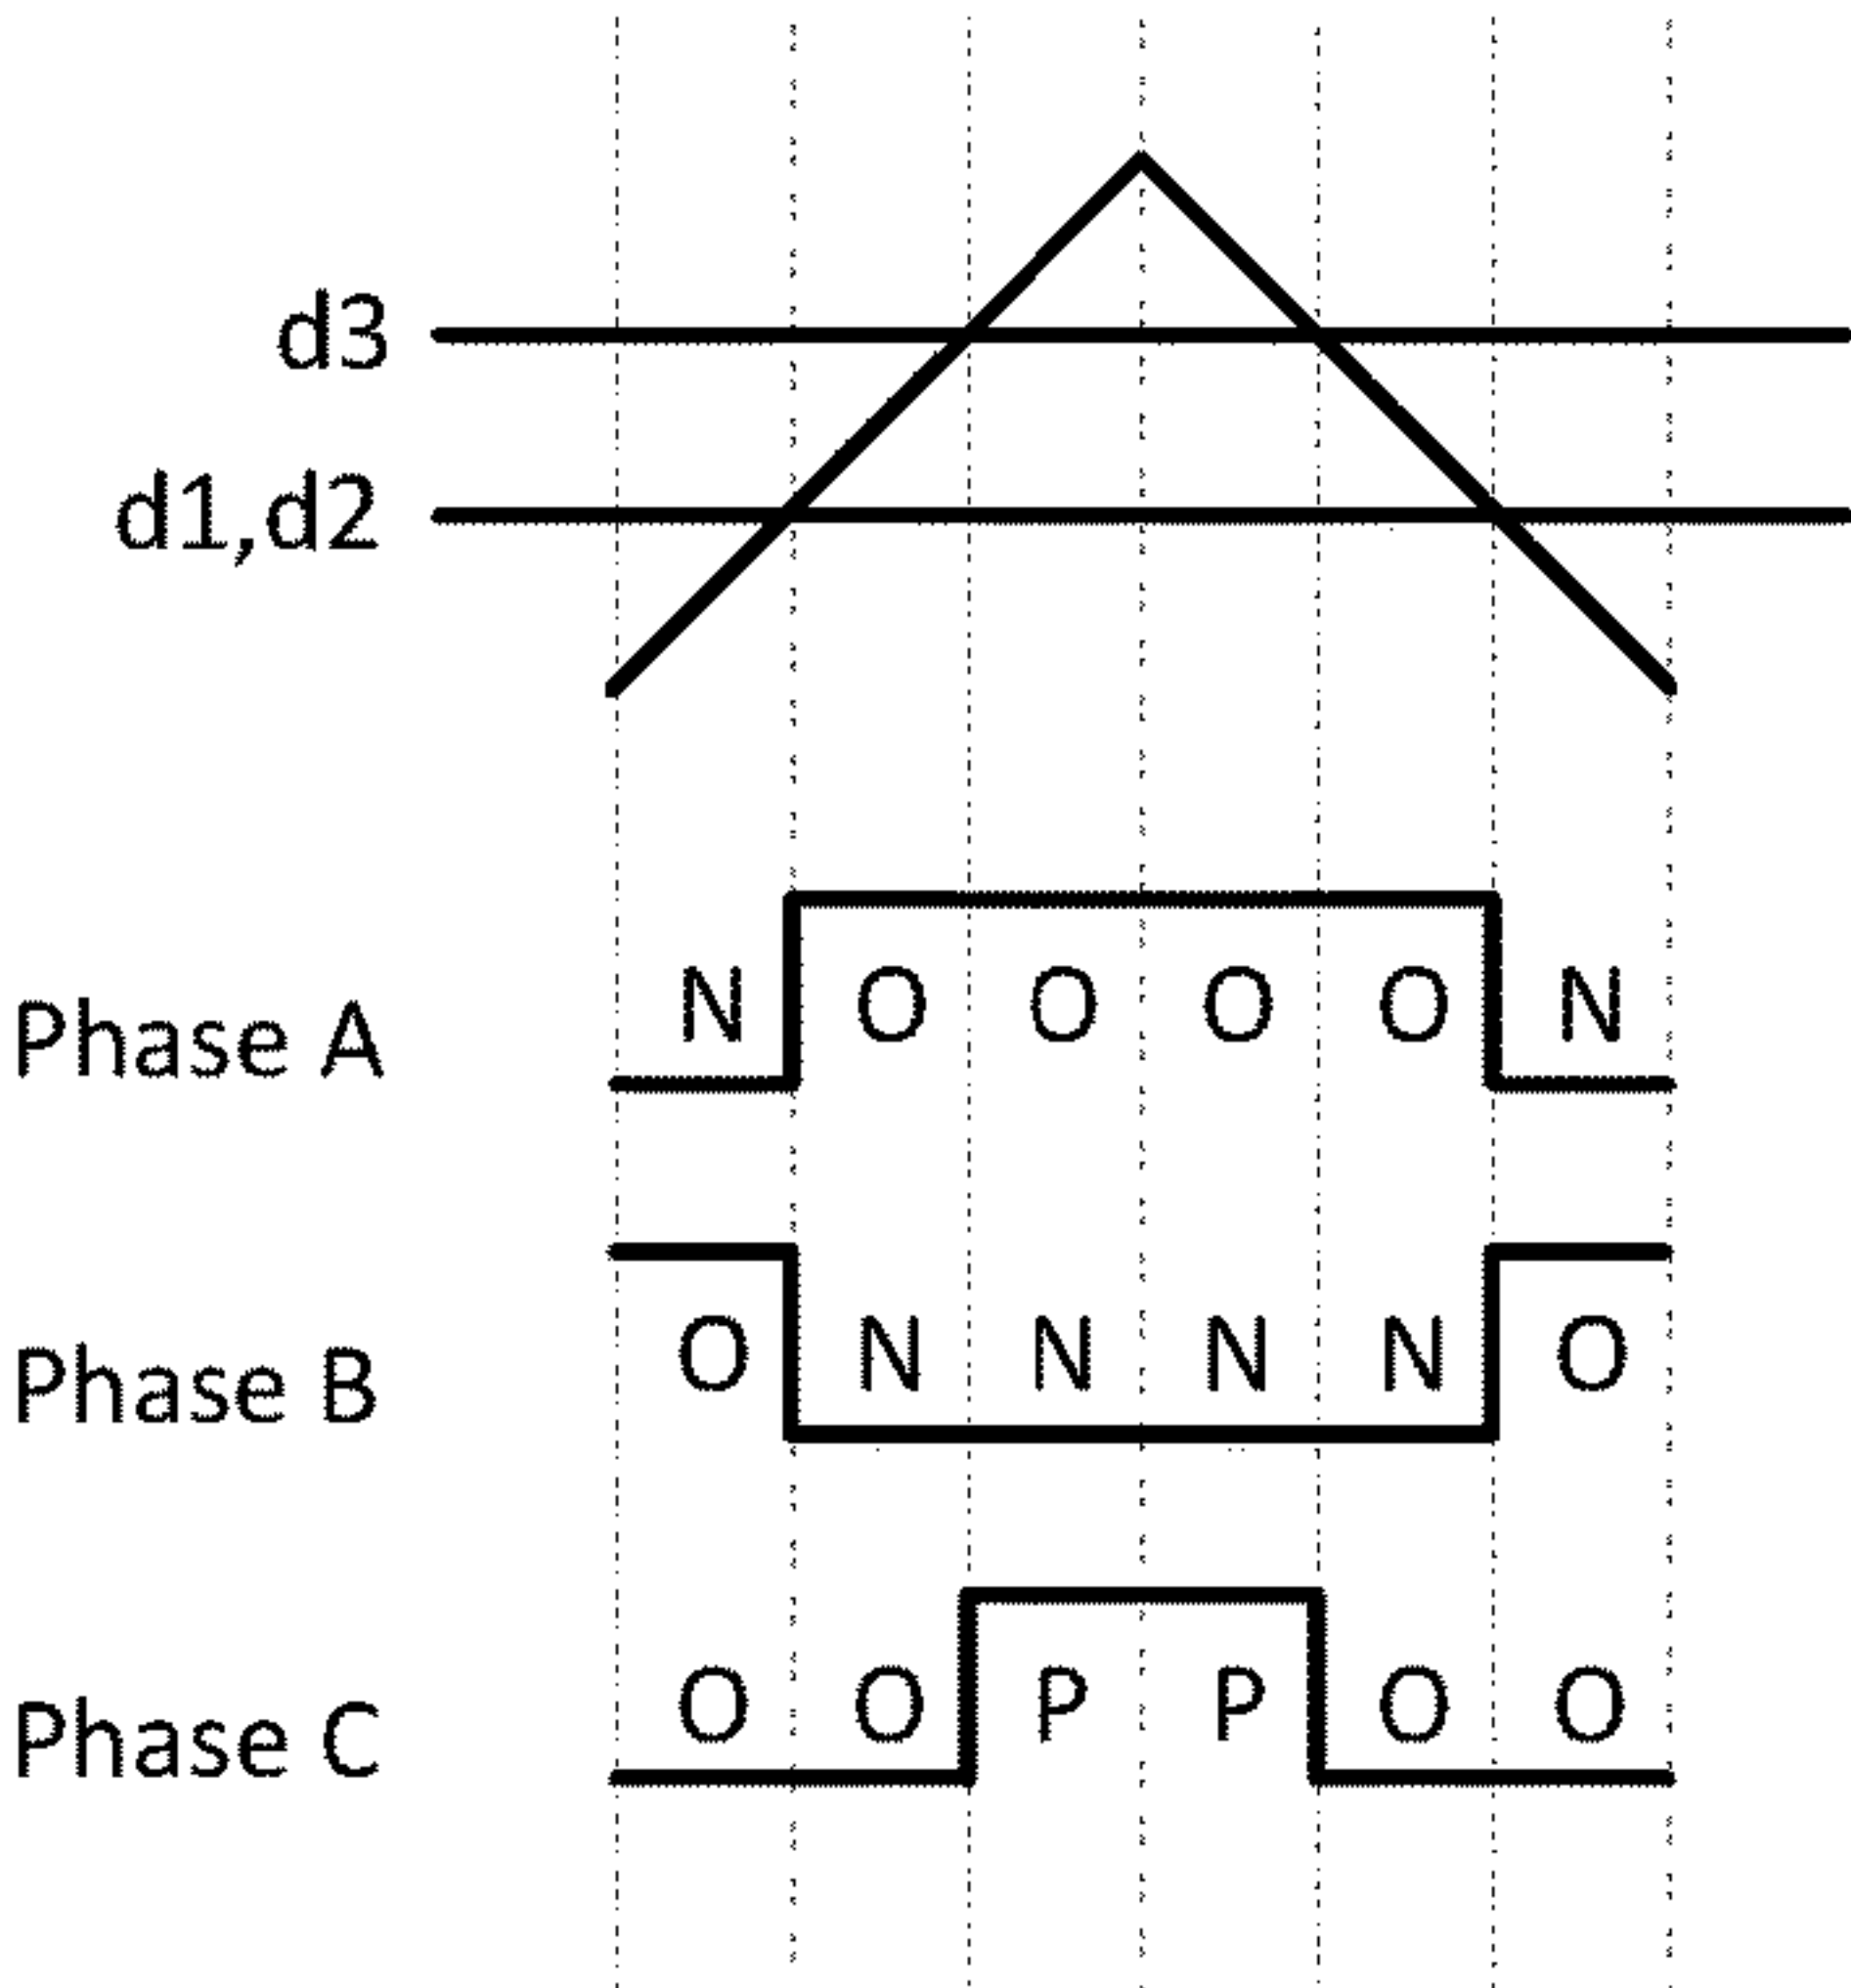 d3
d1,d2
Phase A N O O O O N
Phase B O N N N N O
Phase C O O P P O O